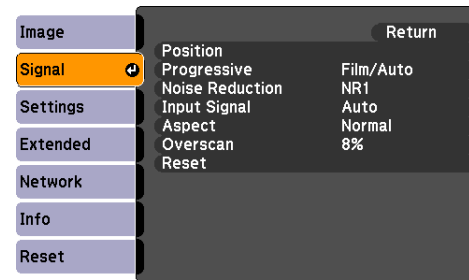 Image
Signal
Settings
Extended
Network
Info
Reset
Return
Position
Progressive Film/Auto
Noise Reduction NR1
Input Signal Auto
Aspect Normal
Overscan 8%
Reset